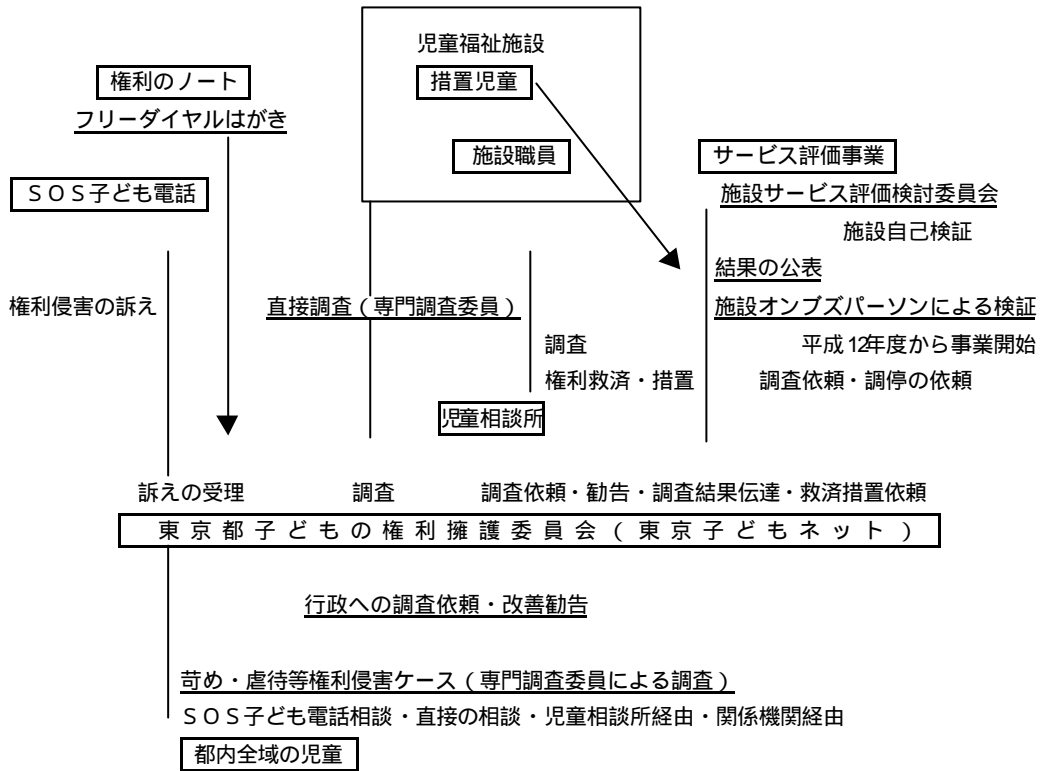 児童福祉施設
権利のノート
措置児童
フリーダイヤルはがき
施設職員
サービス評価事業
SOS子ども電話
施設サービス評価検討委員会
施設自己検証
結果の公表
権利侵害の訴え
直接調査（専門調査委員）
施設オンブズパーソンによる検証
調査
平成12年度から事業開始
権利救済・措置
調査依頼・調停の依頼
児童相談所
訴えの受理
調査
調査依頼・勧告・調査結果伝達・救済措置依頼
東京都子どもの権利擁護委員会（東京子どもネット）
行政への調査依頼・改善勧告
苛め・虐待等権利侵害ケース（専門調査委員による調査）
SOS子ども電話相談・直接の相談・児童相談所経由・関係機関経由
都内全域の児童